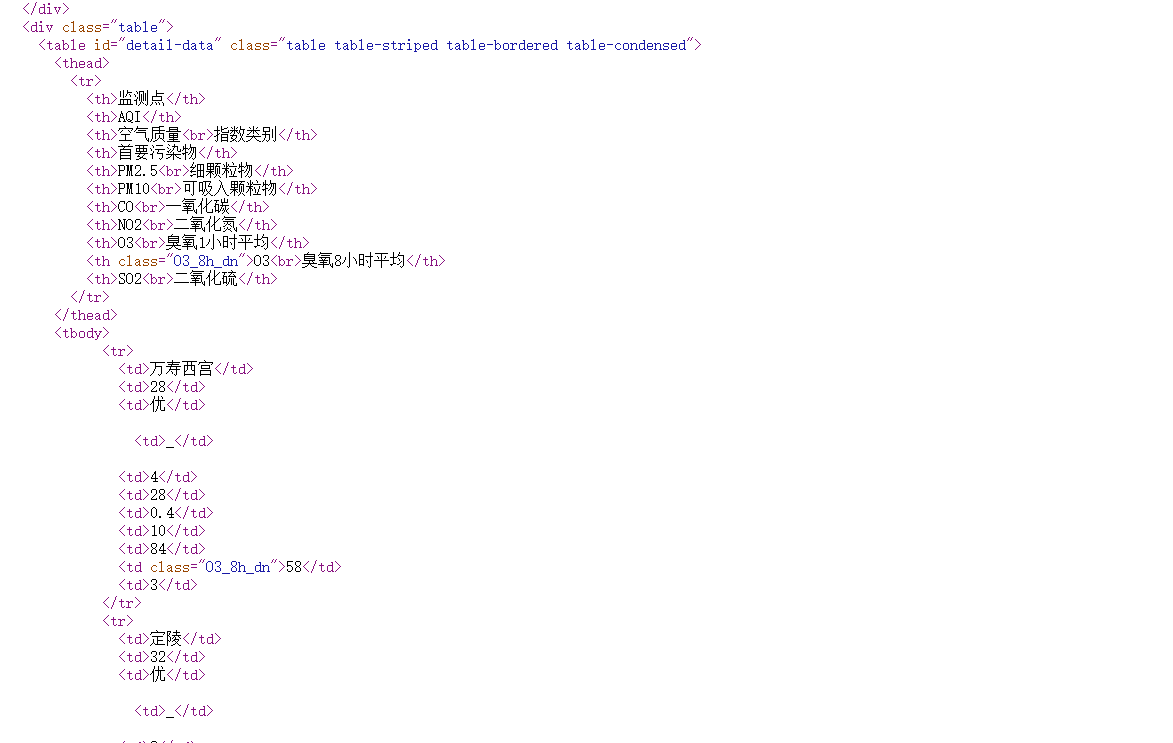 </div>
<div class="table">
<table id="detail-data" class="table table-striped table-bordered table-condensed">
<thead>
<tr>
<th>监测点</th>
<th>AQI</th>
<th>空气质量<br>指数类别</th>
<th>首要污染物</th>
<th>PM2.5<br>细颗粒物</th>
<th>PM10<br>可吸入颗粒物</th>
<th>CO<br>一氧化碳</th>
<th>NO2<br>二氧化氮</th>
<th>O3<br>臭氧1小时平均</th>
<th class="O3_8h_dn">O3<br>臭氧8小时平均</th>
<th>SO2<br>二氧化硫</th>
</tr>
</thead>
<tbody>
<tr>
<td>万寿西宫</td>
<td>28</td>
<td>优</td>
<td>_</td>
<td>4</td>
<td>28</td>
<td>0.4</td>
<td>10</td>
<td>84</td>
<td class="O3_8h_dn">58</td>
<td>3</td>
</tr>
<tr>
<td>定陵</td>
<td>32</td>
<td>优</td>
<td>_</td>